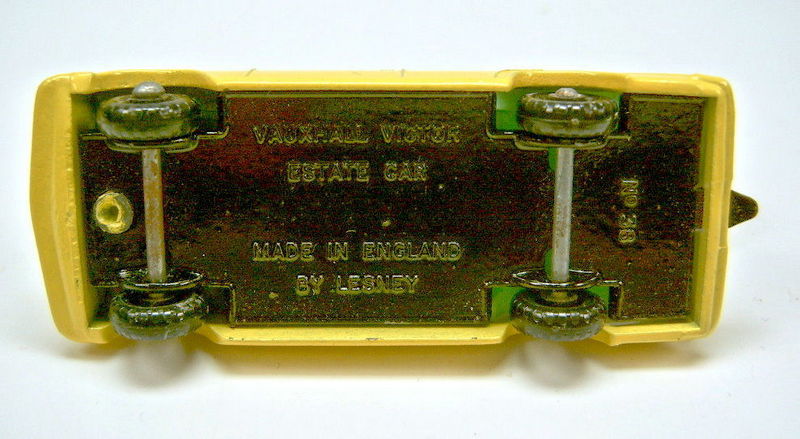 VAUXHALL VICTOR
ESTATE CAR
MADE IN ENGLAND
BY LESNEY
Nº 38